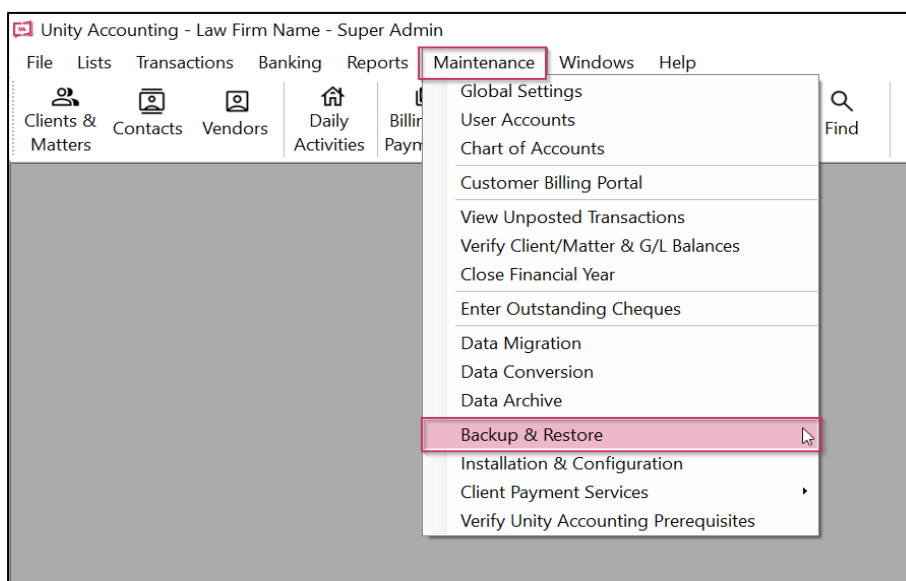 Unity Accounting - Law Firm Name - Super Admin
File Lists Transactions Banking Reports Maintenance Windows Help
Clients & Matters
Contacts
Vendors
Daily Activities
Find
Global Settings
User Accounts
Chart of Accounts
Customer Billing Portal
View Unposted Transactions
Verify Client/Matter & G/L Balances
Close Financial Year
Enter Outstanding Cheques
Data Migration
Data Conversion
Data Archive
Backup & Restore
Installation & Configuration
Client Payment Services
Verify Unity Accounting Prerequisites